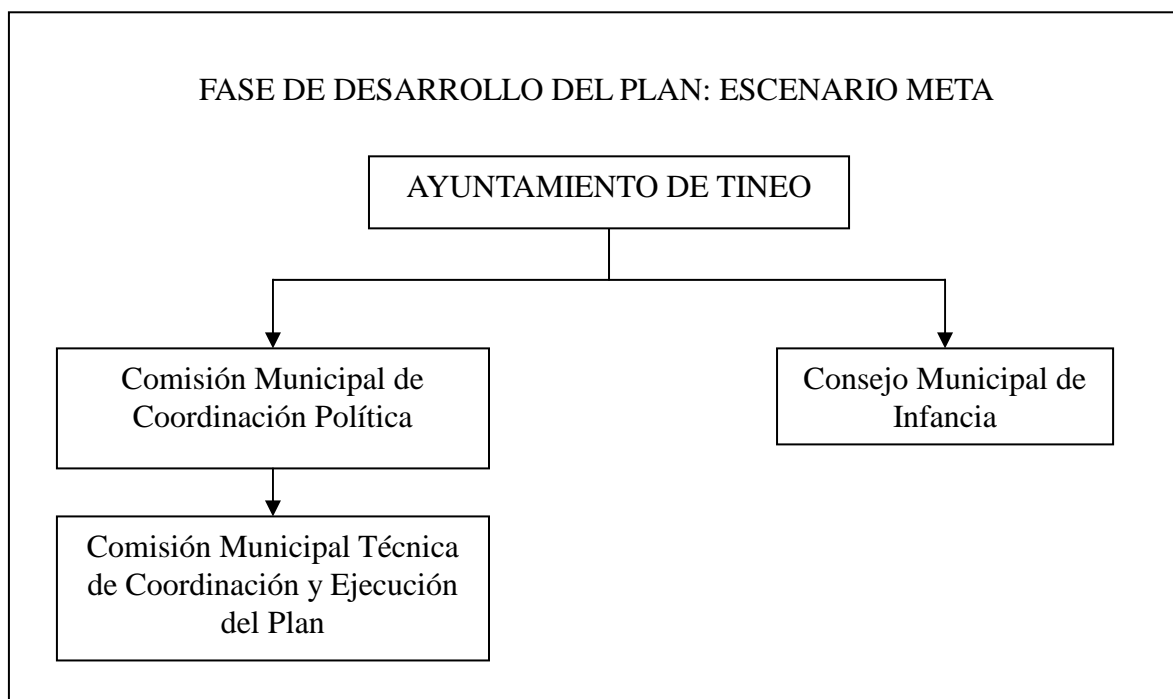 FASE DE DESARROLLO DEL PLAN: ESCENARIO META
AYUNTAMIENTO DE TINEO
Comisión Municipal de
Coordinación Política
Consejo Municipal de
Infancia
Comisión Municipal Técnica
de Coordinación y Ejecución
del Plan